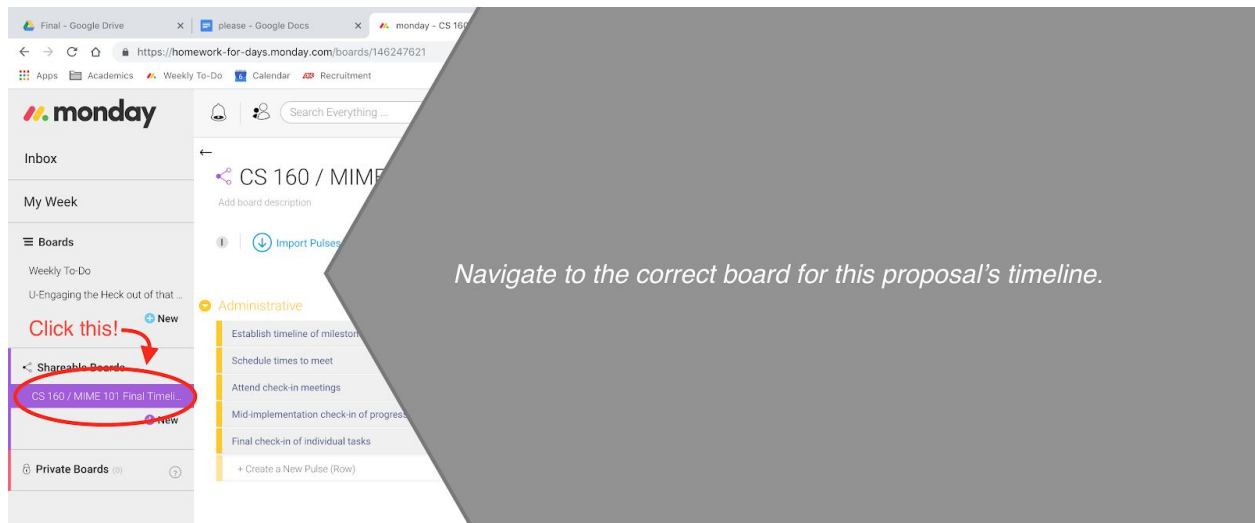 Final - Google Drive
please - Google Docs
monday - CS 160
https://homework-for-days.monday.com/boards/146247621
Apps Academics Weekly To-Do 6 Calendar ADP Recruitment
monday
Search Everything ...
Inbox
←
CS 160 / MIME
My Week
Add board description
Boards
Import Pulses
Weekly To-Do
U-Engaging the Heck out of that ...
New
Click this!
Shareable Boards
CS 160 / MIME 101 Final Timeli...
New
Private Boards (0)
?
Administrative
Establish timeline of mileston
Schedule times to meet
Attend check-in meetings
Mid-implementation check-in of progress
Final check-in of individual tasks
+ Create a New Pulse (Row)
Navigate to the correct board for this proposal's timeline.